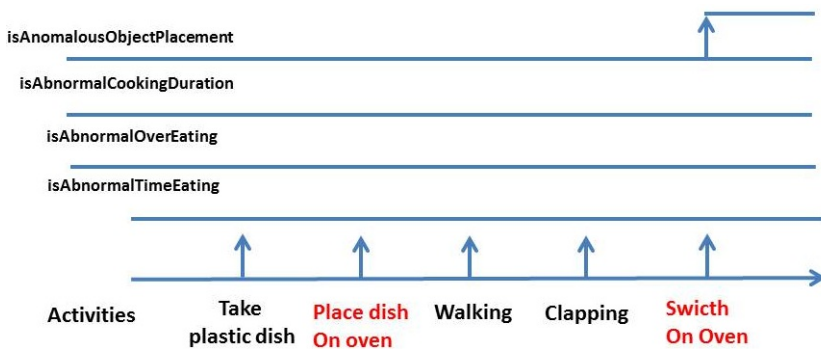 isAnomalousObjectPlacement
isAbnormalCookingDuration
isAbnormalOverEating
isAbnormalTimeEating
Activities
Take
plastic dish
Place dish
On oven
Walking
Clapping
Swicth
On Oven